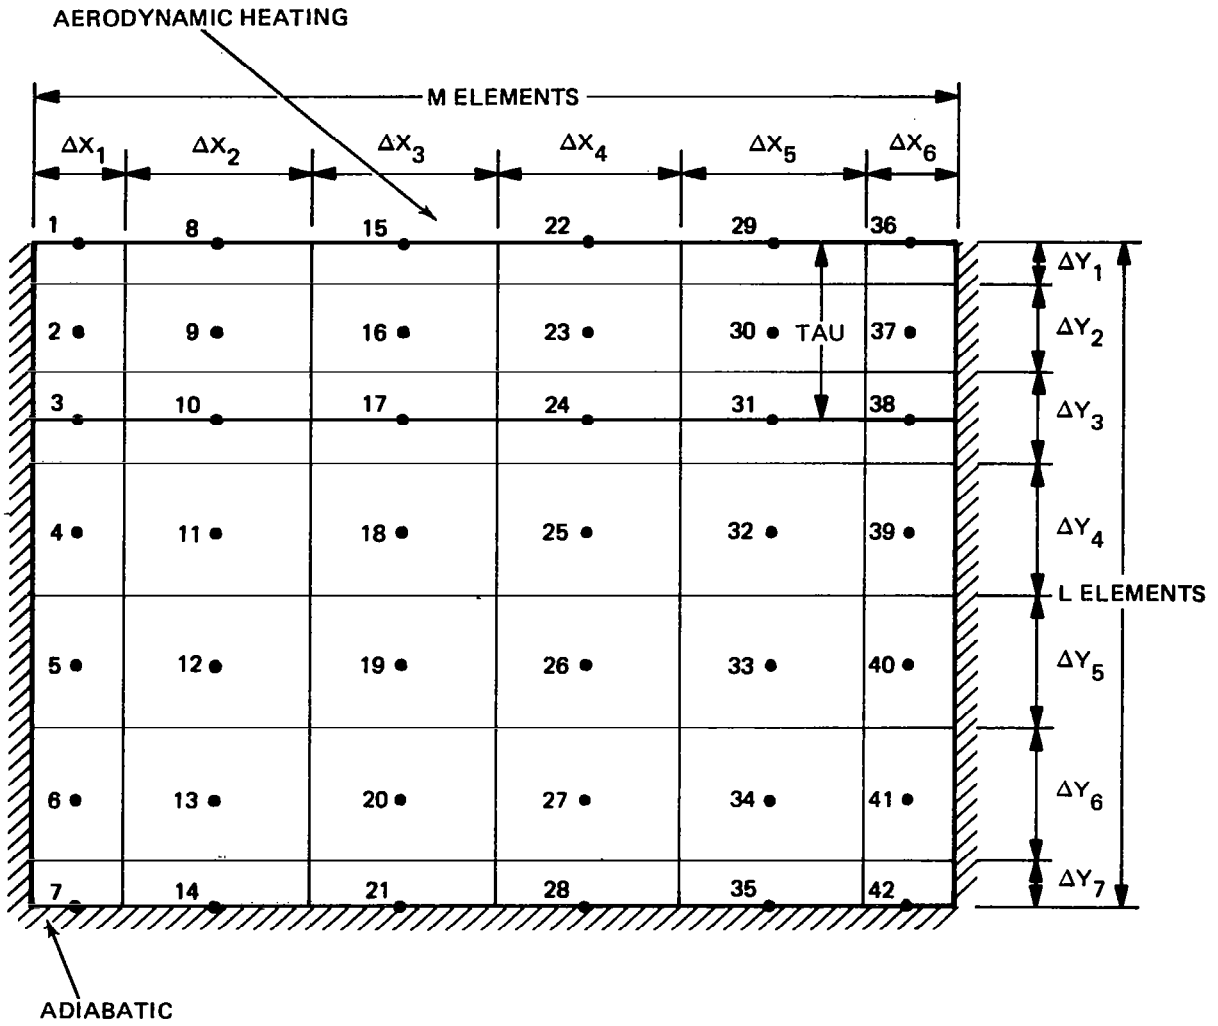 AERODYNAMIC HEATING
M ELEMENTS
ΔX1 ΔX2 ΔX3 ΔX4 ΔX5 ΔX6
1 8 15 22 29 36
ΔY1
2 9 16 23 30 TAU 37 ΔY2
3 10 17 24 31 38 ΔY3
4 11 18 25 32 39 ΔY4
L ELEMENTS
5 12 19 26 33 40 ΔY5
6 13 20 27 34 41 ΔY6
7 14 21 28 35 42 ΔY7
ADIABATIC